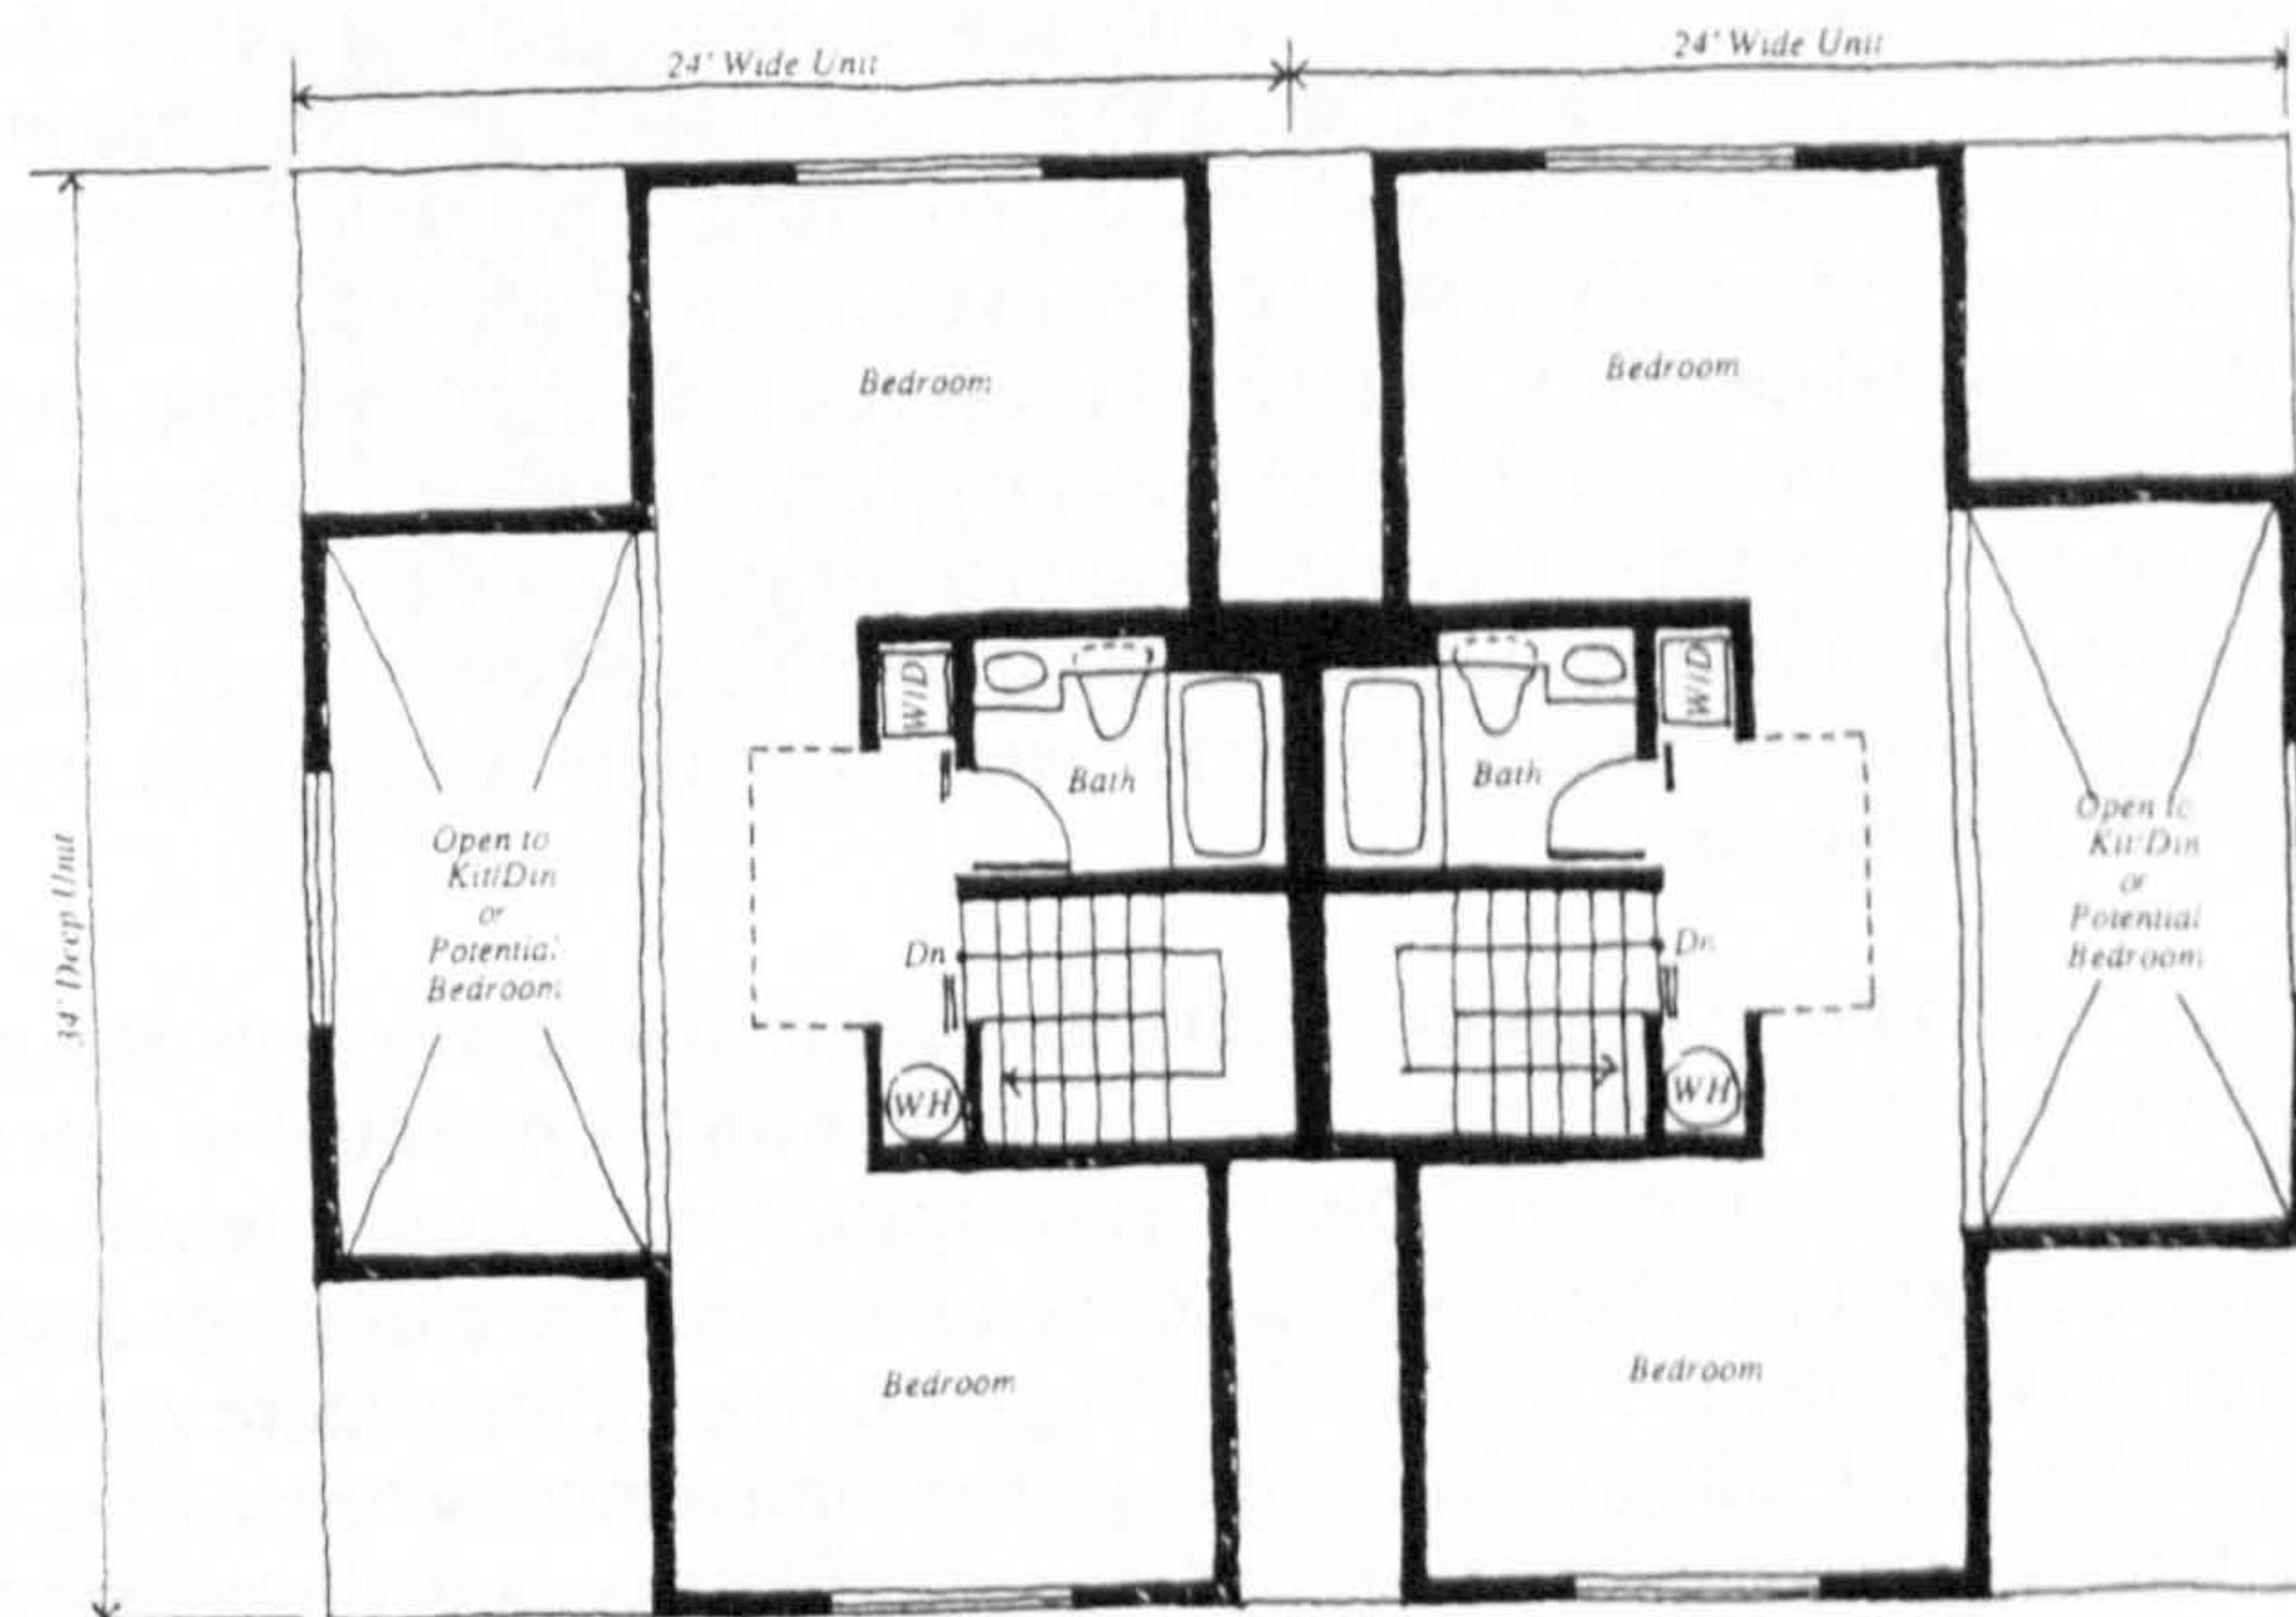 24' Wide Unit
24' Wide Unit
Bedroom
Bedroom
W/D
W/D
Bath
Bath
Open to
Kit/Din
or
Potential
Bedroom
Open to
Kit/Din
or
Potential
Bedroom
34' Deep Unit
Dn
Dn
WH
WH
Bedroom
Bedroom